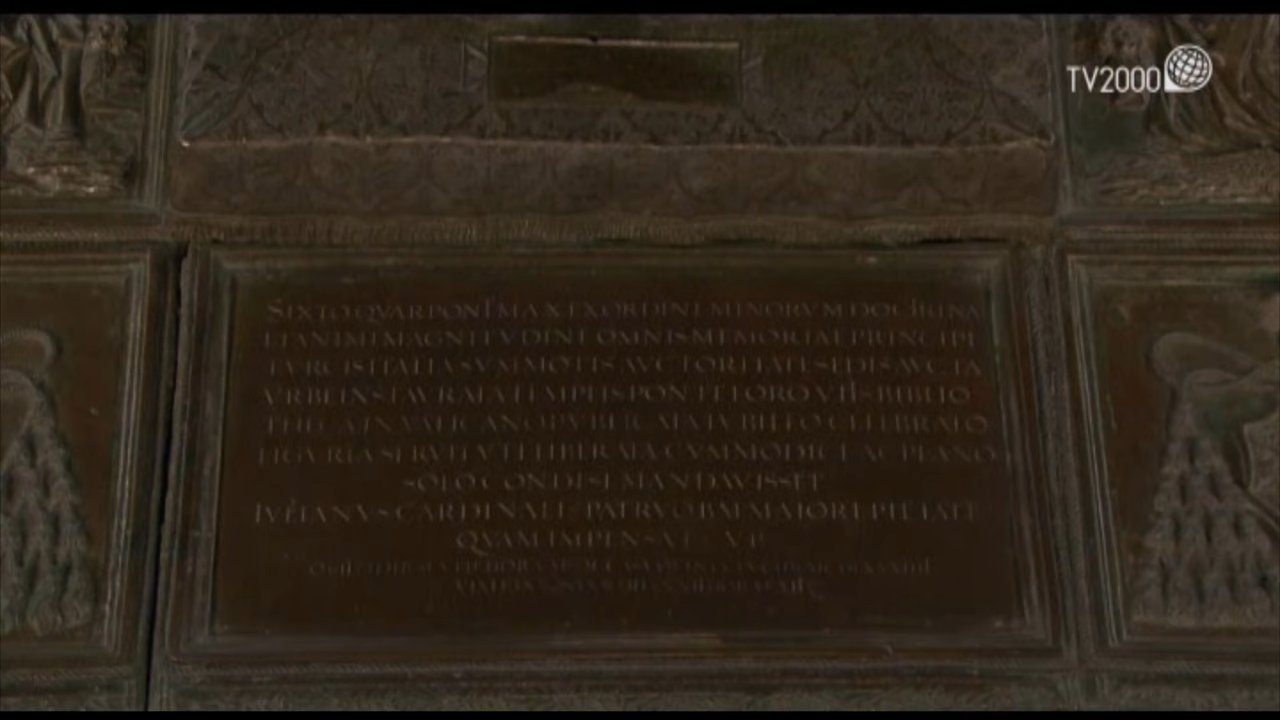 TV2000
SIXTO QVAR PONT MAX EX ORDINE MINORVM DOCTRINA
ET ANIMI MAGNITVDINE OMNIS MEMORIAE PRINCIPI
TVRCIS ITALIA SVMMOTIS AVCTORITATE SEDIS AVCTA
VRBE INSTAVRATA TEMPLIS PONTE FORO VIIS BIBLIO
THECA IN VATICANO PVBLICATA IVBILEO CELEBRATO
LIGVRIA SERVITVTE LIBERATA CVM MODICE AC PLANO
SOLO CONDI SE MANDAVISSET
IVLIANVS CARDINALIS PATRVO B M MAIORE PIETATE
QVAM IMPENSA F CVR